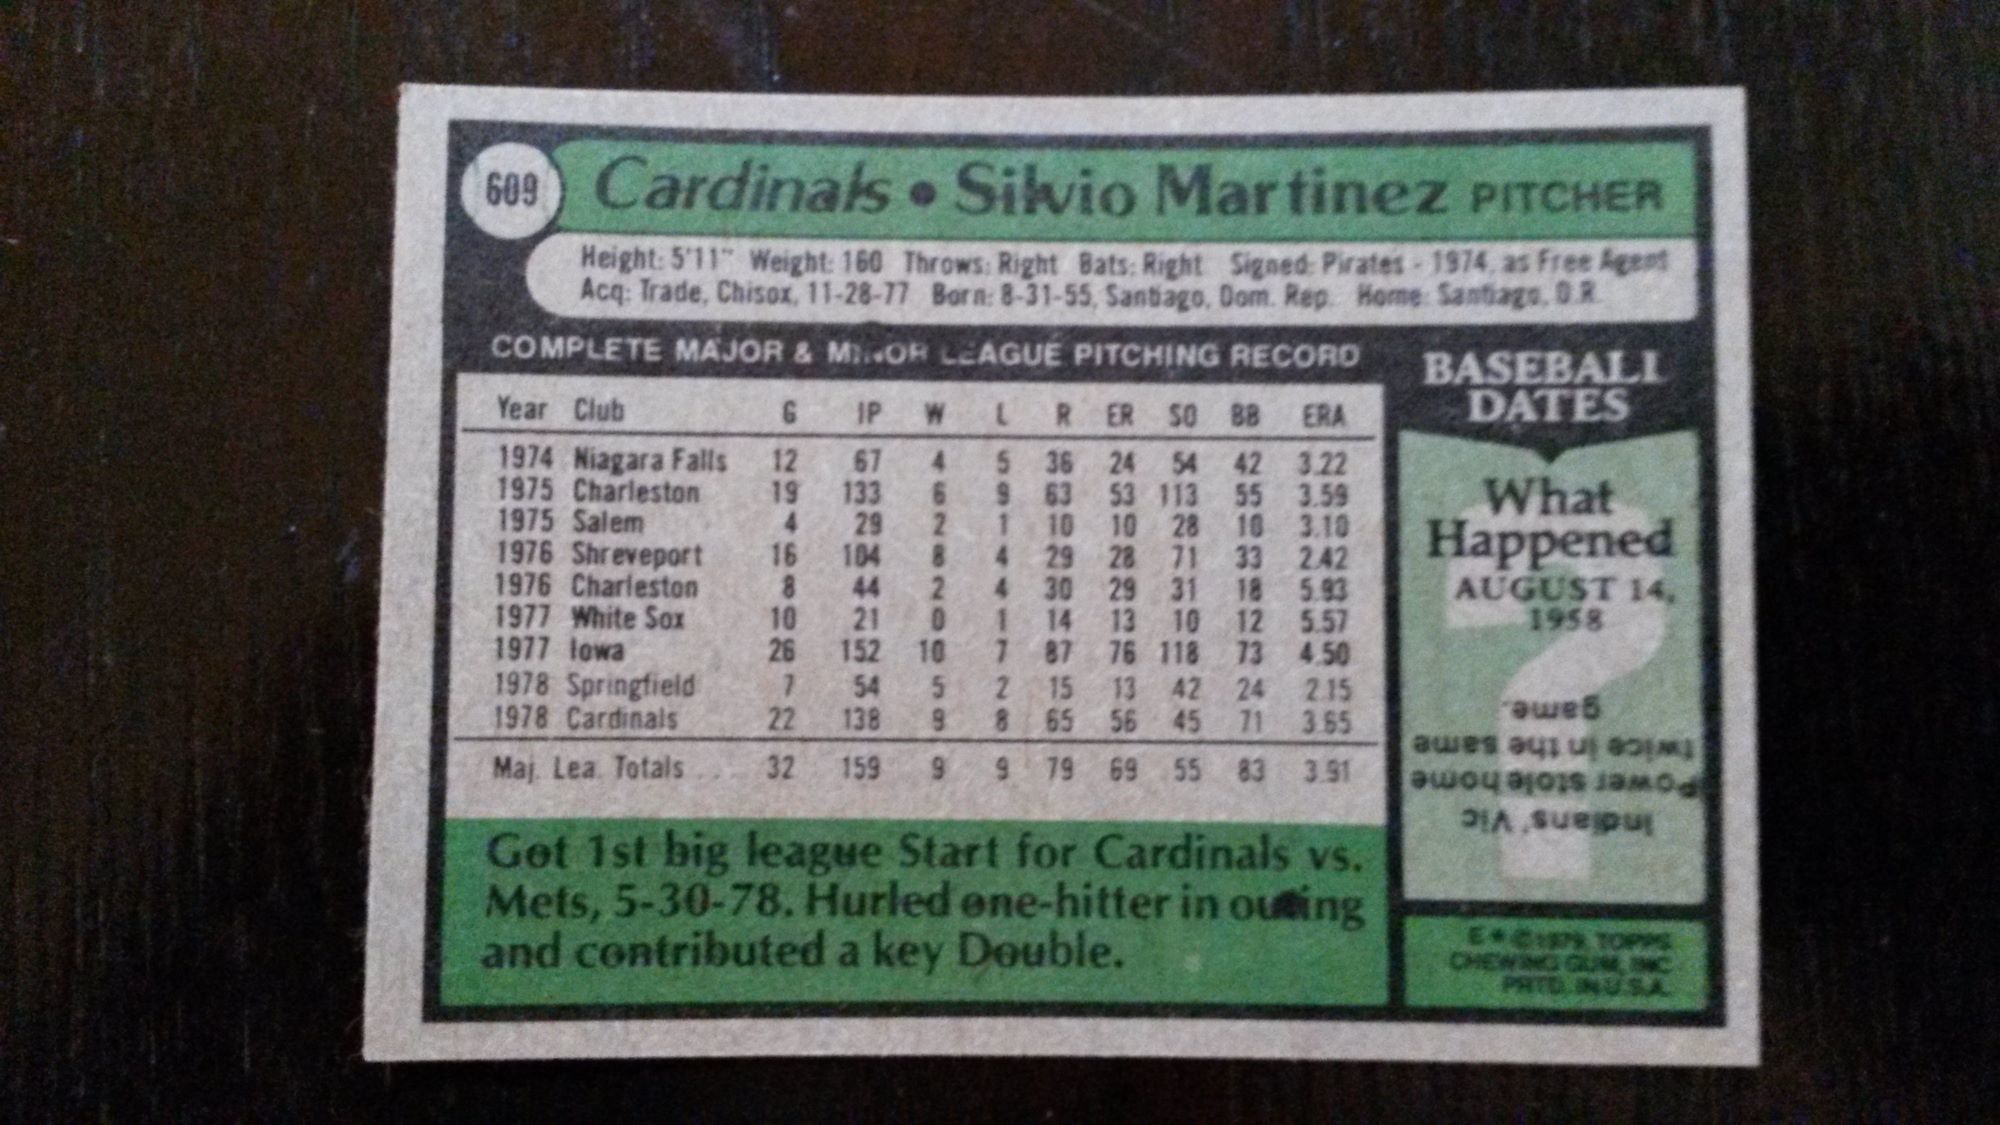 609
Cardinals • Silvio Martinez PITCHER
Height: 5'11" Weight: 160 Throws: Right Bats: Right Signed: Pirates - 1974, as Free Agent
Acq: Trade, Chisox, 11-28-77 Born: 8-31-55, Santiago, Dom. Rep. Home: Santiago, D.R.
COMPLETE MAJOR & MINOR LEAGUE PITCHING RECORD
Year Club G IP W L R ER SO BB ERA
1974 Niagara Falls 12 67 4 5 36 24 54 42 3.22
1975 Charleston 19 133 6 9 63 53 113 55 3.59
1975 Salem 4 29 2 1 10 10 28 10 3.10
1976 Shreveport 16 104 8 4 29 28 71 33 2.42
1976 Charleston 8 44 2 4 30 29 31 18 5.93
1977 White Sox 10 21 0 1 14 13 10 12 5.57
1977 Iowa 26 152 10 7 87 76 118 73 4.50
1978 Springfield 7 54 5 2 15 13 42 24 2.15
1978 Cardinals 22 138 9 8 65 56 45 71 3.65
Maj. Lea. Totals ... 32 159 9 9 79 69 55 83 3.91
Got 1st big league Start for Cardinals vs.
Mets, 5-30-78. Hurled one-hitter in outing
and contributed a key Double.
BASEBALL
DATES
What
Happened
AUGUST 14,
1958
Indians' Vic
Power stole home
twice in the same
game.
E * ©1979, TOPPS
CHEWING GUM, INC.
PRTD. IN U.S.A.